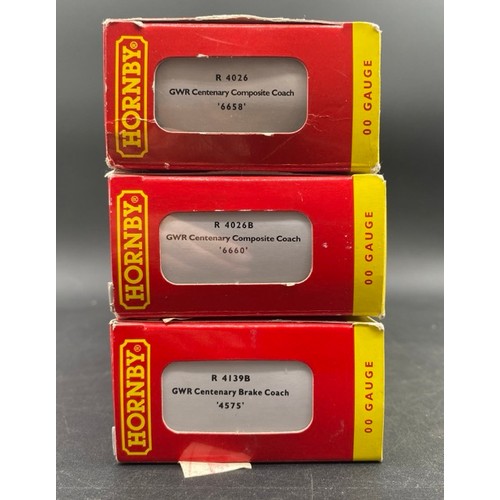 HORNBY®
R 4026
GWR Centenary Composite Coach
'6658'
00 GAUGE
HORNBY®
R 4026B
GWR Centenary Composite Coach
'6660'
00 GAUGE
HORNBY®
R 4139B
GWR Centenary Brake Coach
'4575'
00 GAUGE